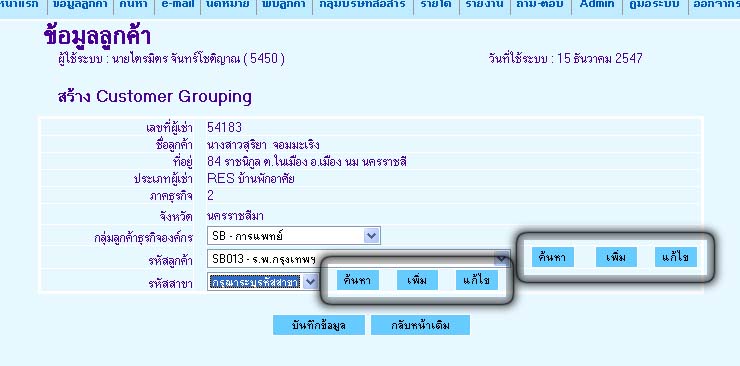 ข้อมูลลูกค้า ค้นหา e-mail นัดหมาย พบลูกค้า กลุ่มบริษัทสื่อสาร รายได้ รายงาน ถาม-ตอบ Admin คู่มือระบบ
ข้อมูลลูกค้า
ผู้ใช้ระบบ : นายไตรมิตร จันทร์โชติญาณ ( 5450 ) วันที่ใช้ระบบ : 15 ธันวาคม 2547
สร้าง Customer Grouping
เลขที่ผู้เช่า 54183
ชื่อลูกค้า นางสาวสุริยา จอมมะเริง
ที่อยู่ 84 ราชนิกูล ต.ในเมือง อ.เมือง นม นครราชสี
ประเภทผู้เช่า RES บ้านพักอาศัย
ภาคธุรกิจ 2
จังหวัด นครราชสีมา
กลุ่มลูกค้าธุรกิจองค์กร SB - การแพทย์
รหัสลูกค้า SB013 - ร.พ.กรุงเทพฯ ค้นหา เพิ่ม แก้ไข
รหัสสาขา กรุณาระบุรหัสสาขา ค้นหา เพิ่ม แก้ไข
บันทึกข้อมูล กลับหน้าเดิม